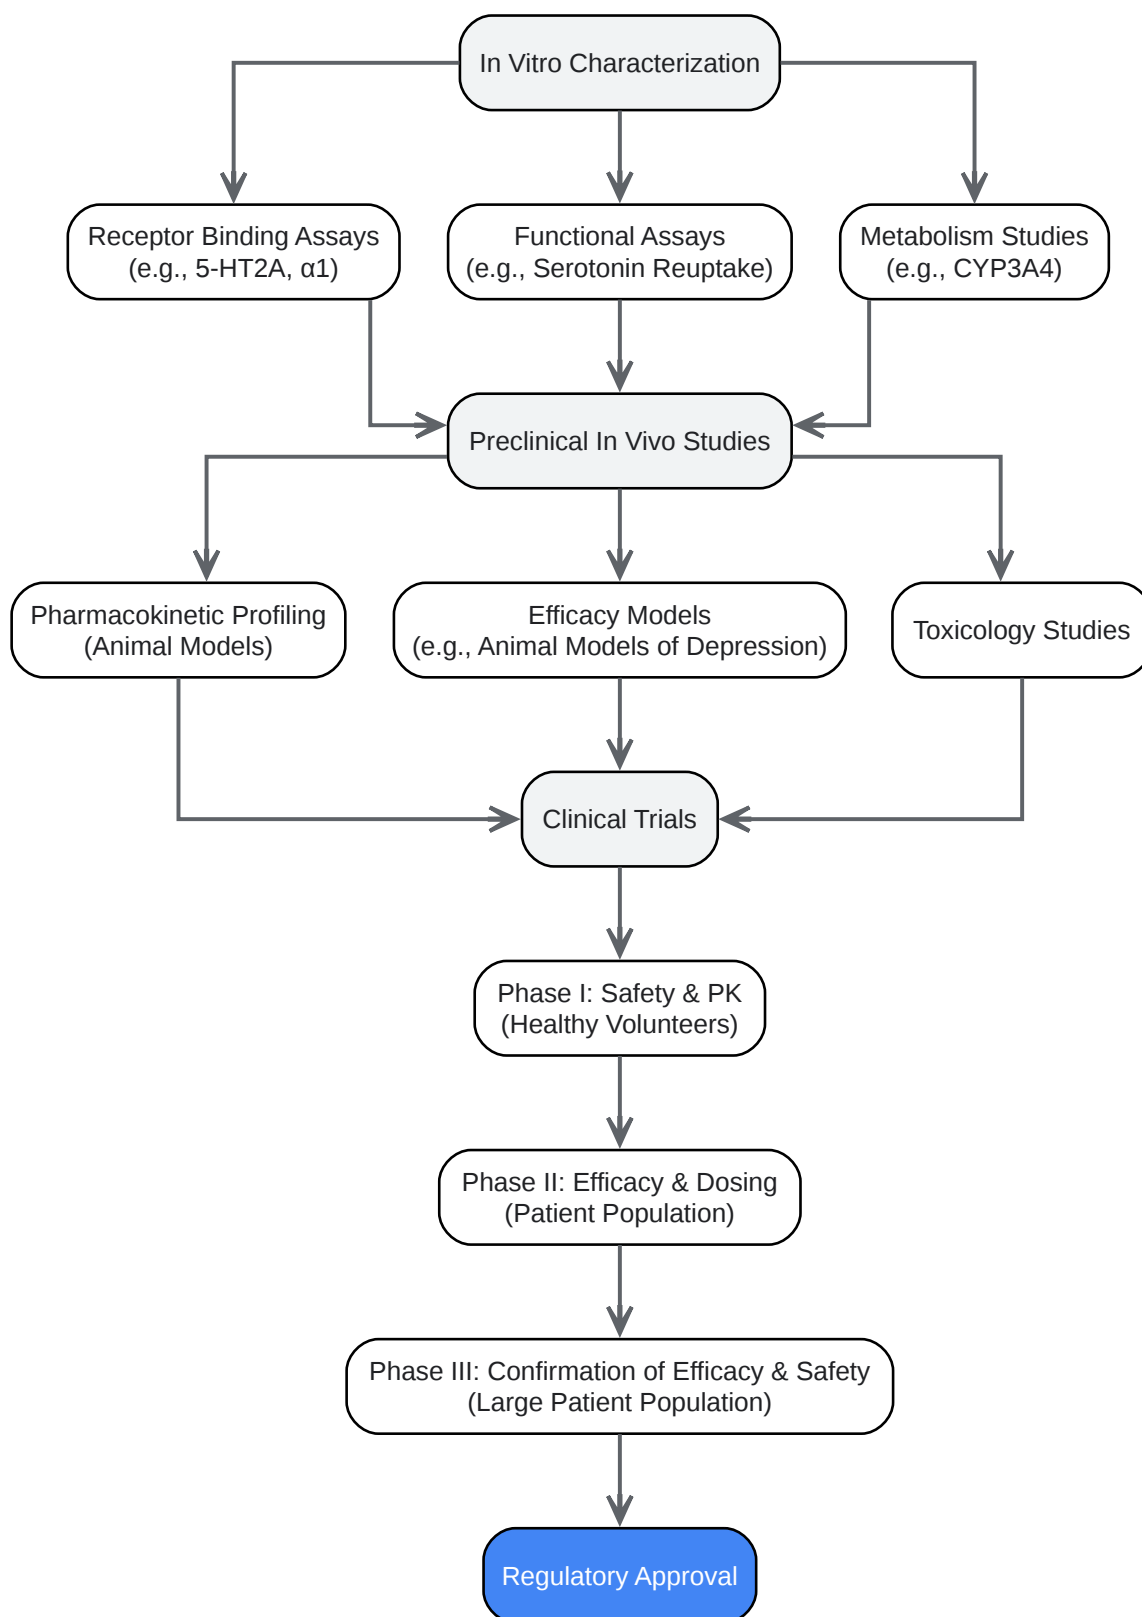 In Vitro Characterization
Receptor Binding Assays
(e.g., 5-HT2A, α1)
Functional Assays
(e.g., Serotonin Reuptake)
Metabolism Studies
(e.g., CYP3A4)
Preclinical In Vivo Studies
Pharmacokinetic Profiling
(Animal Models)
Efficacy Models
(e.g., Animal Models of Depression)
Toxicology Studies
Clinical Trials
Phase I: Safety & PK
(Healthy Volunteers)
Phase II: Efficacy & Dosing
(Patient Population)
Phase III: Confirmation of Efficacy & Safety
(Large Patient Population)
Regulatory Approval